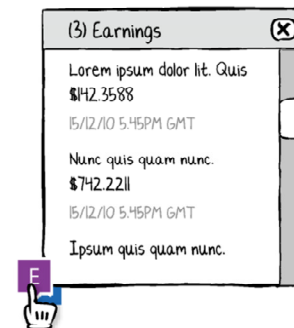 (3) Earnings
X
Lorem ipsum dolor lit. Quis
$142.3588
15/12/10 5.45PM GMT
Nunc quis quam nunc.
$742.2211
15/12/10 5.45PM GMT
Ipsum quis quam nunc.
E